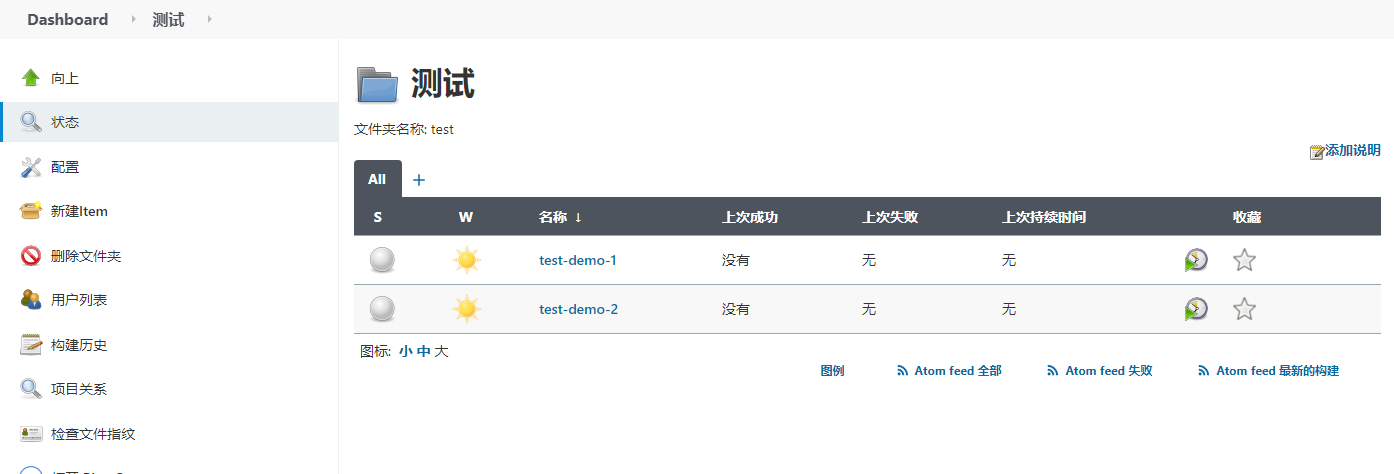 Dashboard 测试
向上
状态
配置
新建Item
删除文件夹
用户列表
构建历史
项目关系
检查文件指纹
测试
文件夹名称: test
添加说明
All +
S W 名称 ↓ 上次成功 上次失败 上次持续时间 收藏
test-demo-1 没有 无 无
test-demo-2 没有 无 无
图标: 小 中 大
图例 Atom feed 全部 Atom feed 失败 Atom feed 最新的构建